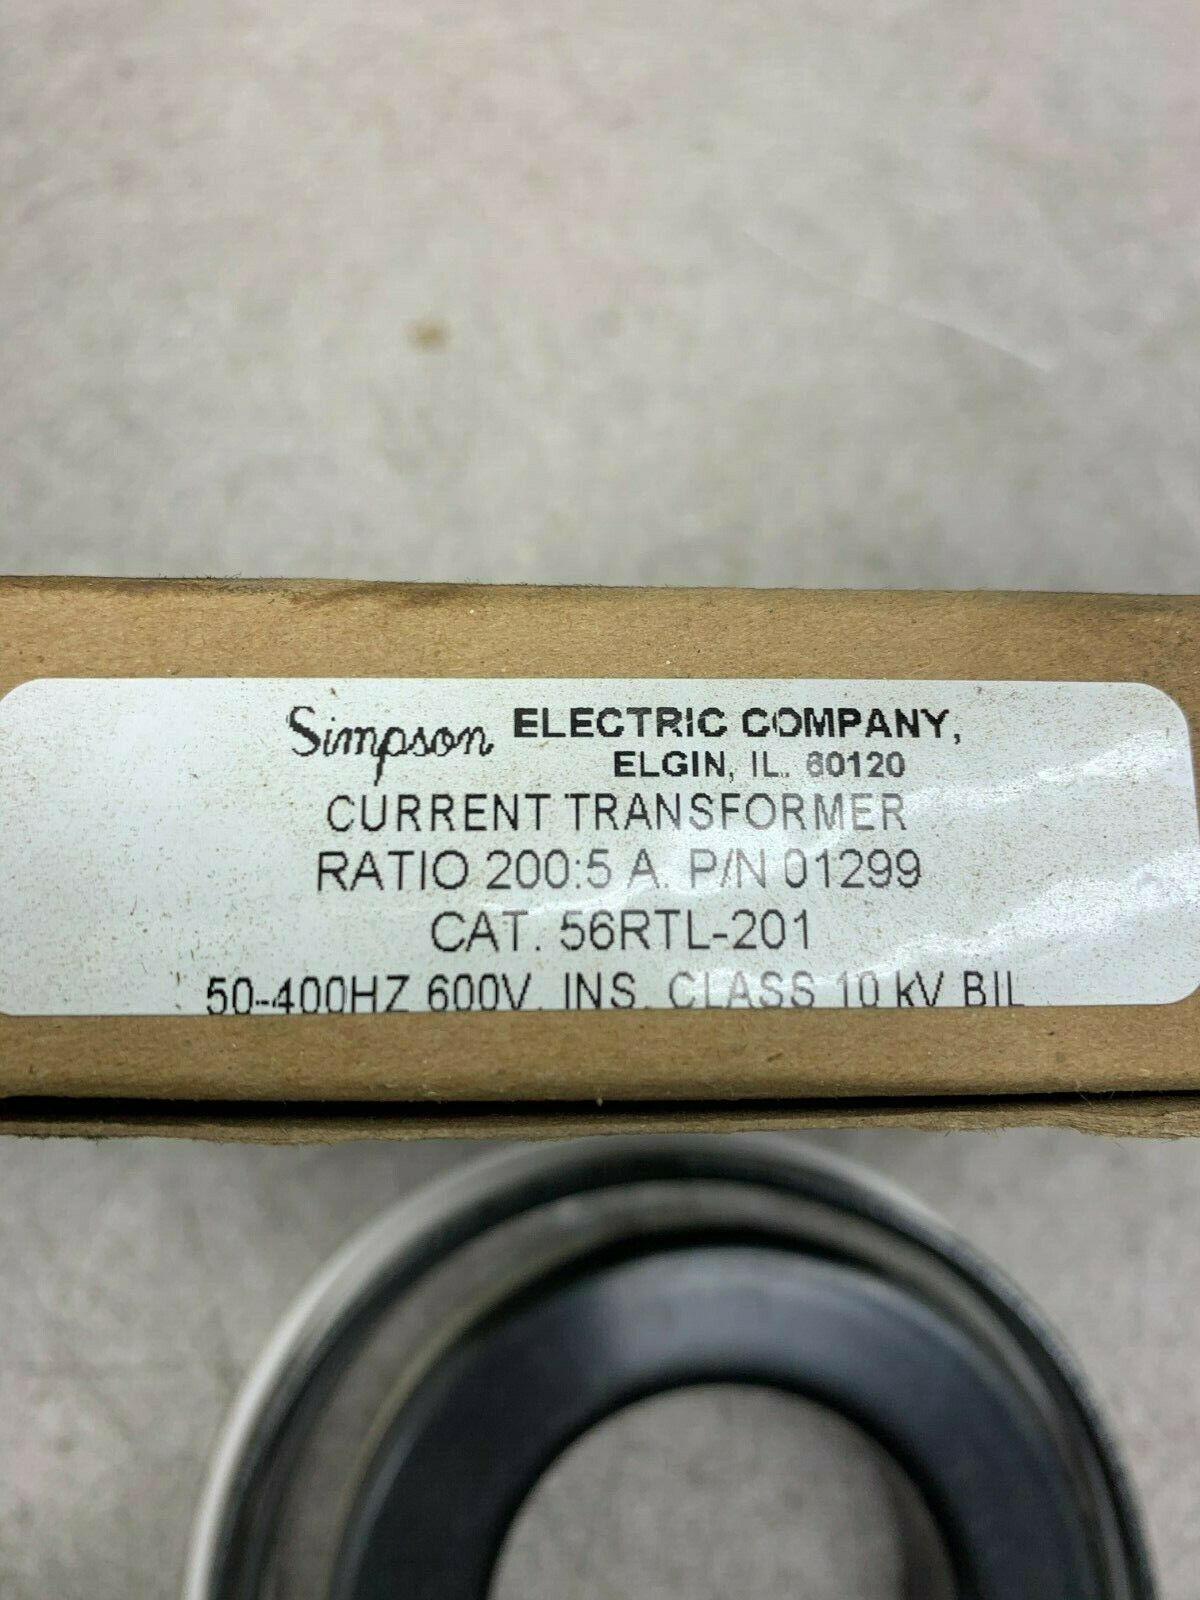 Simpson ELECTRIC COMPANY,
ELGIN, IL. 60120
CURRENT TRANSFORMER
RATIO 200:5 A. P/N 01299
CAT. 56RTL-201
50-400HZ 600V. INS. CLASS 10 kV BIL